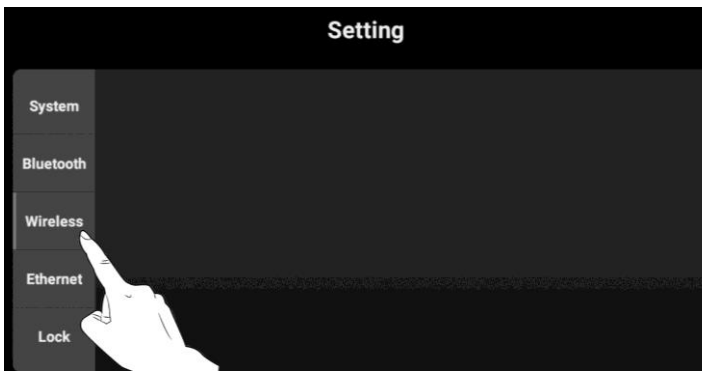 Setting
System
Bluetooth
Wireless
Ethernet
Lock